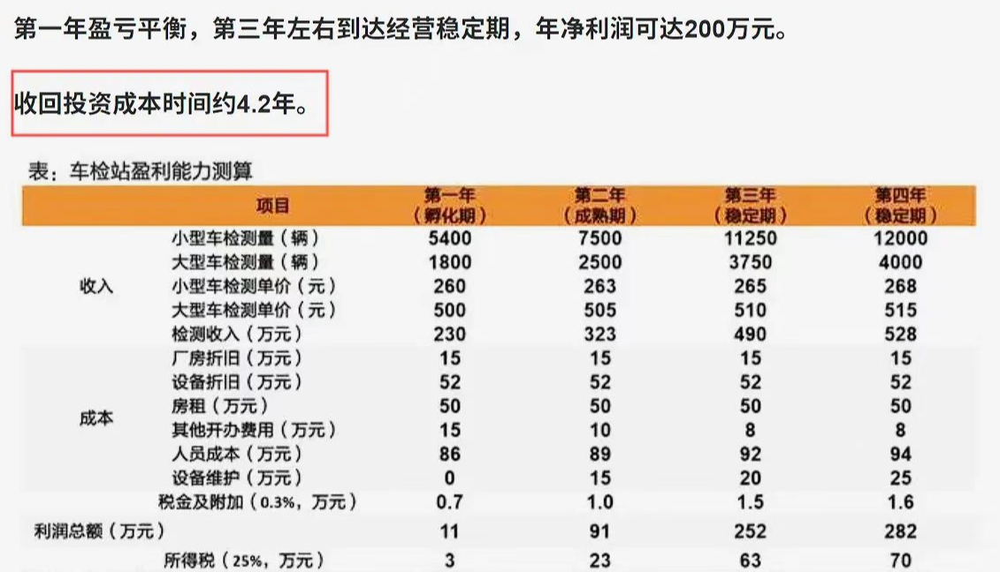 第一年盈亏平衡，第三年左右到达经营稳定期，年净利润可达200万元。
收回投资成本时间约4.2年。
表：车检站盈利能力测算
项目 第一年（孵化期） 第二年（成熟期） 第三年（稳定期） 第四年（稳定期）
收入
小型车检测量（辆） 5400 7500 11250 12000
大型车检测量（辆） 1800 2500 3750 4000
小型车检测单价（元） 260 263 265 268
大型车检测单价（元） 500 505 510 515
检测收入（万元） 230 323 490 528
成本
厂房折旧（万元） 15 15 15 15
设备折旧（万元） 52 52 52 52
房租（万元） 50 50 50 50
其他开办费用（万元） 15 10 8 8
人员成本（万元） 86 89 92 94
设备维护（万元） 0 15 20 25
税金及附加（0.3%，万元） 0.7 1.0 1.5 1.6
利润总额（万元） 11 91 252 282
所得税（25%，万元） 3 23 63 70